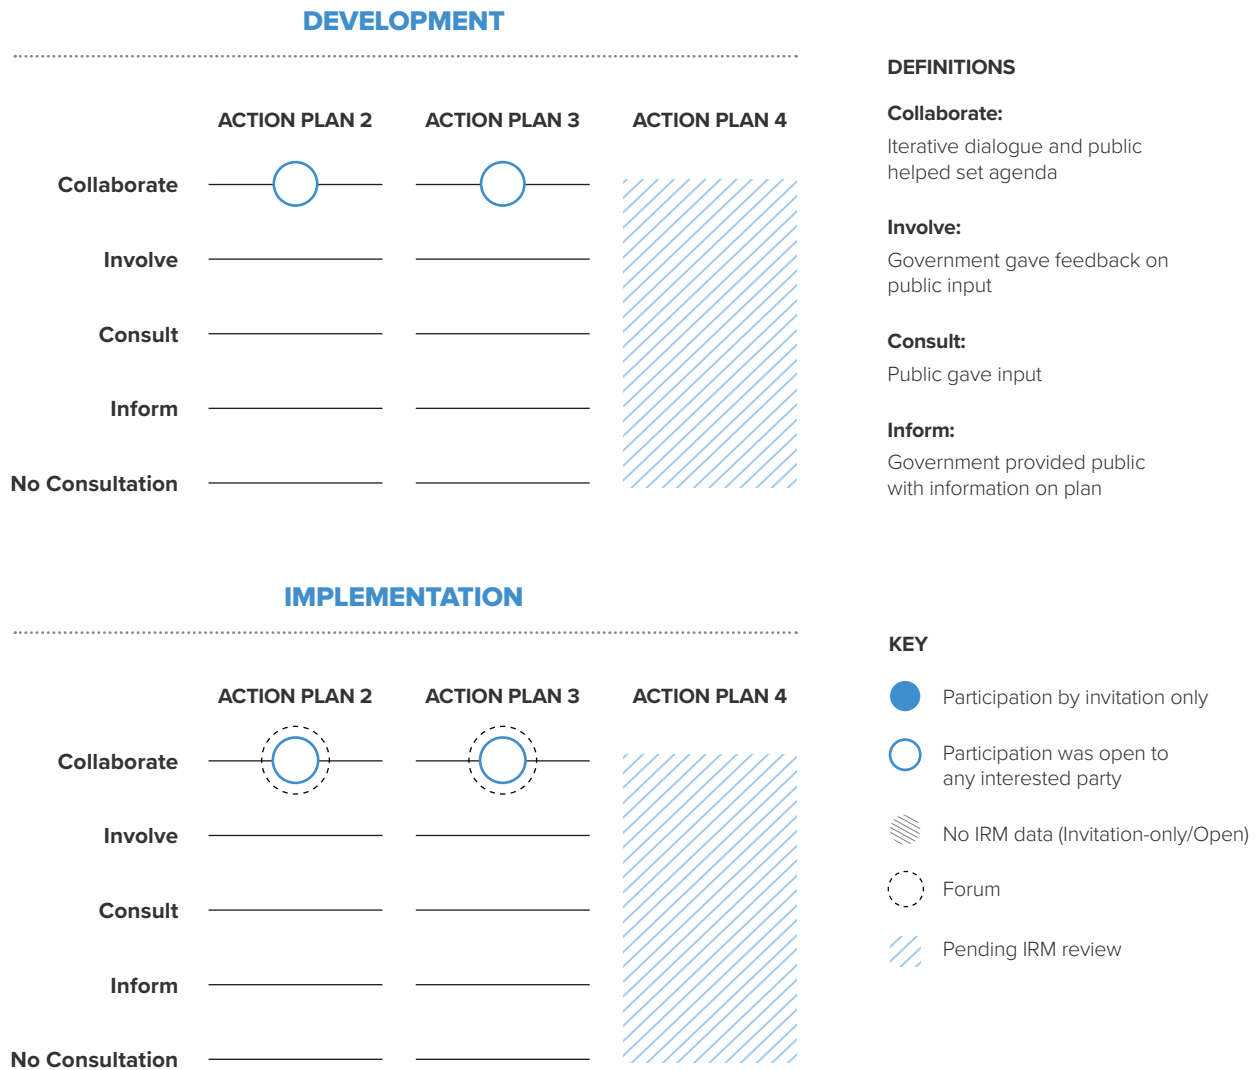 DEVELOPMENT
ACTION PLAN 2
ACTION PLAN 3
ACTION PLAN 4
Collaborate
Involve
Consult
Inform
No Consultation
DEFINITIONS
Collaborate:
Iterative dialogue and public
helped set agenda
Involve:
Government gave feedback on
public input
Consult:
Public gave input
Inform:
Government provided public
with information on plan
IMPLEMENTATION
ACTION PLAN 2
ACTION PLAN 3
ACTION PLAN 4
Collaborate
Involve
Consult
Inform
No Consultation
KEY
Participation by invitation only
Participation was open to
any interested party
No IRM data (Invitation-only/Open)
Forum
Pending IRM review